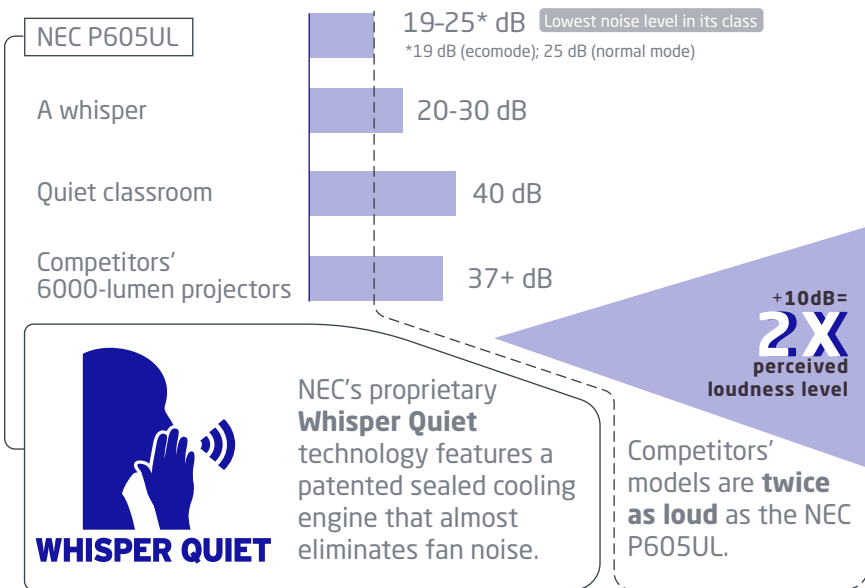 NEC P605UL
19-25* dB
Lowest noise level in its class
*19 dB (ecomode); 25 dB (normal mode)
A whisper
20-30 dB
Quiet classroom
40 dB
Competitors'
6000-lumen projectors
37+ dB
+10dB=
2X
perceived
loudness level
WHISPER QUIET
NEC's proprietary
Whisper Quiet
technology features a
patented sealed cooling
engine that almost
eliminates fan noise.
Competitors'
models are twice
as loud as the NEC
P605UL.